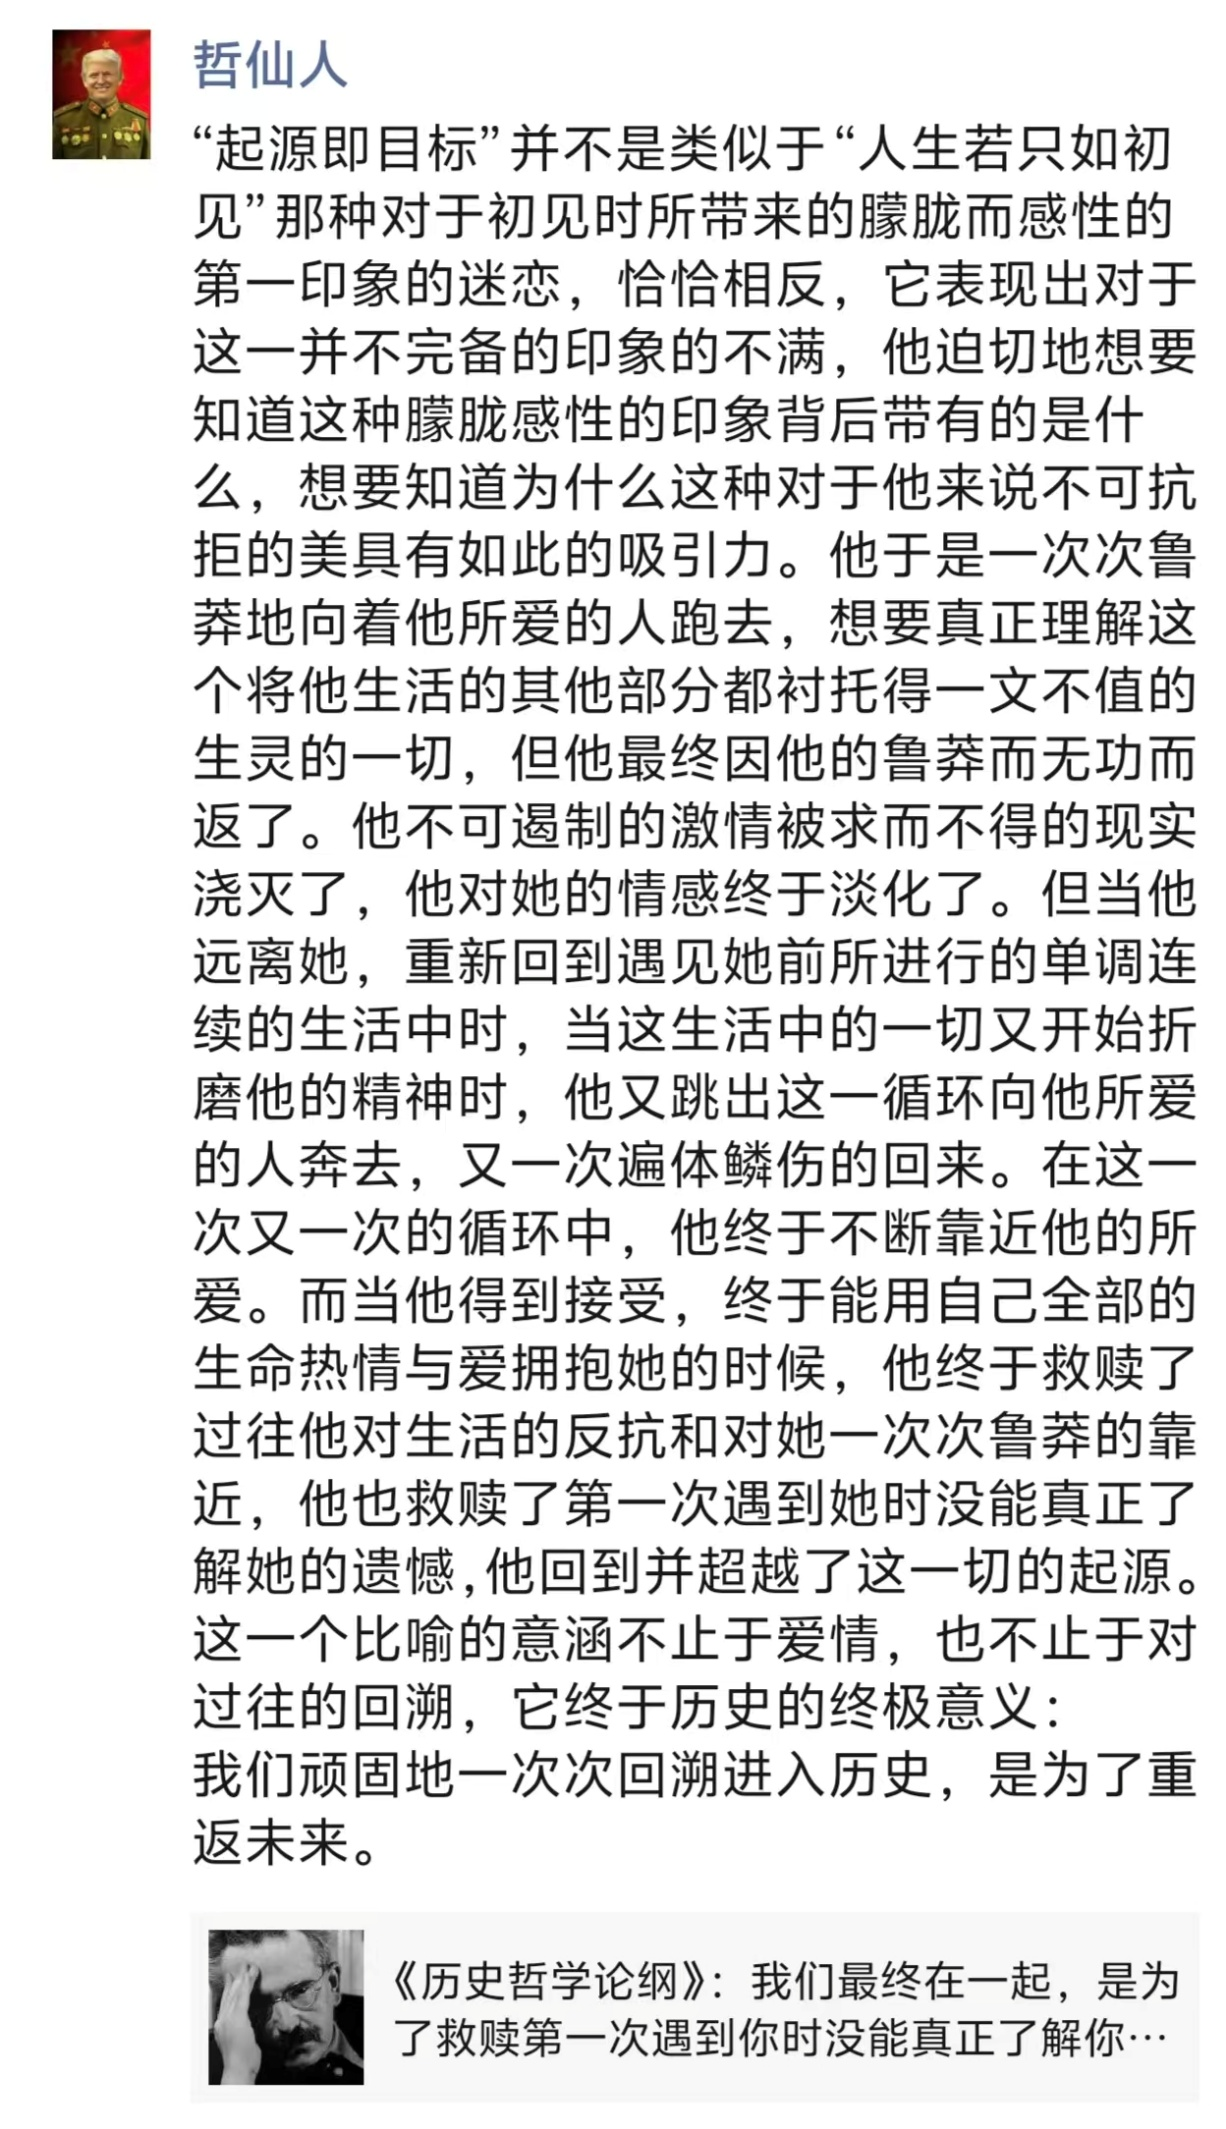 哲仙人
“起源即目标”并不是类似于“人生若只如初
见”那种对于初见时所带来的朦胧而感性的
第一印象的迷恋，恰恰相反，它表现出对于
这一并不完备的印象的不满，他迫切地想要
知道这种朦胧感性的印象背后带有的是什
么，想要知道为什么这种对于他来说不可抗
拒的美具有如此的吸引力。他于是一次次鲁
莽地向着他所爱的人跑去，想要真正理解这
个将他生活的其他部分都衬托得一文不值的
生灵的一切，但他最终因他的鲁莽而无功而
返了。他不可遏制的激情被求而不得的现实
浇灭了，他对她的情感终于淡化了。但当他
远离她，重新回到遇见她前所进行的单调连
续的生活中时，当这生活中的一切又开始折
磨他的精神时，他又跳出这一循环向他所爱
的人奔去，又一次遍体鳞伤的回来。在这一
次又一次的循环中，他终于不断靠近他的所
爱。而当他得到接受，终于能用自己全部的
生命热情与爱拥抱她的时候，他终于救赎了
过往他对生活的反抗和对她一次次鲁莽的靠
近，他也救赎了第一次遇到她时没能真正了
解她的遗憾,他回到并超越了这一切的起源。
这一个比喻的意涵不止于爱情，也不止于对
过往的回溯，它终于历史的终极意义：
我们顽固地一次次回溯进入历史，是为了重
返未来。
《历史哲学论纲》：我们最终在一起，是为
了救赎第一次遇到你时没能真正了解你…